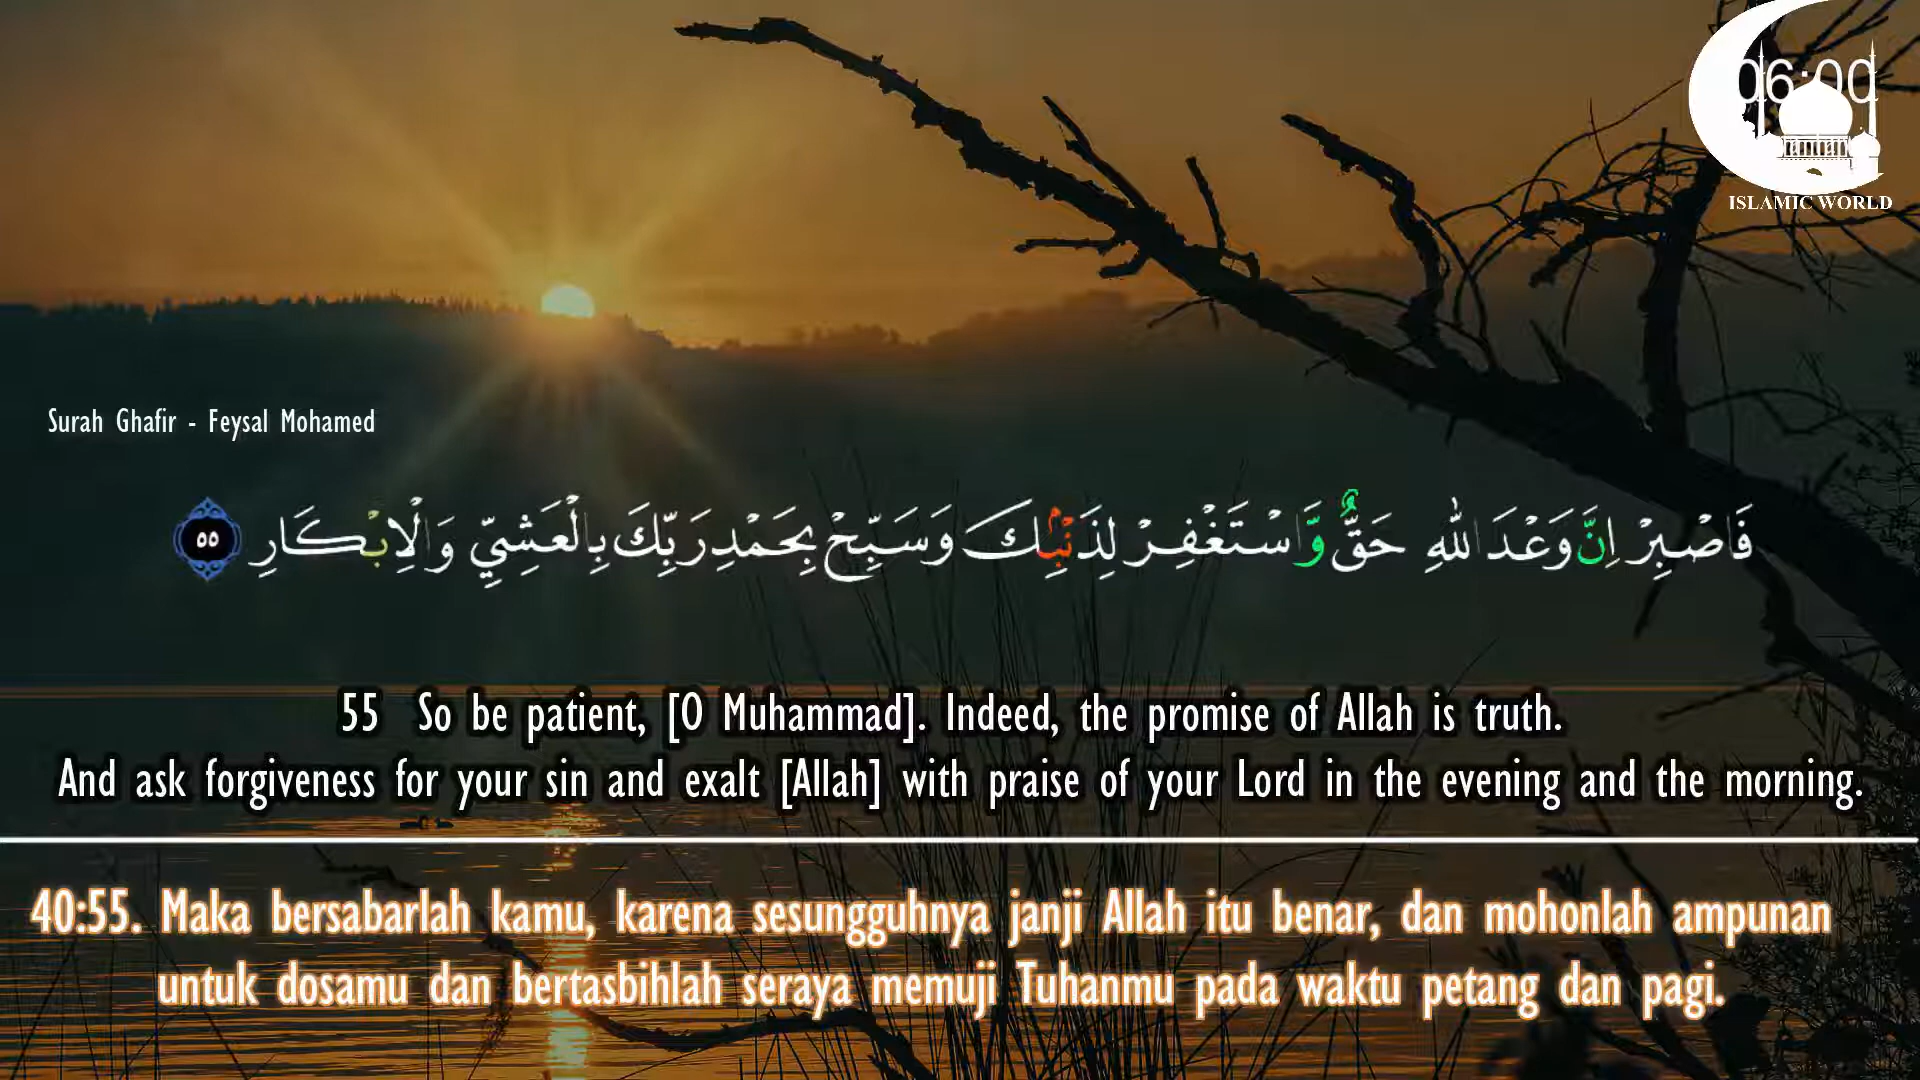 ISLAMIC WORLD
Surah Ghafir - Feysal Mohamed
فَاصْبِرْ اِنَّ وَعْدَ اللّٰهِ حَقٌّ وَّاسْتَغْفِرْ لِذَنْۢبِكَ وَسَبِّحْ بِحَمْدِ رَبِّكَ بِالْعَشِيِّ وَالْاِبْكَارِ ٥٥
55 So be patient, [O Muhammad]. Indeed, the promise of Allah is truth.
And ask forgiveness for your sin and exalt [Allah] with praise of your Lord in the evening and the morning.
40:55. Maka bersabarlah kamu, karena sesungguhnya janji Allah itu benar, dan mohonlah ampunan
untuk dosamu dan bertasbihlah seraya memuji Tuhanmu pada waktu petang dan pagi.